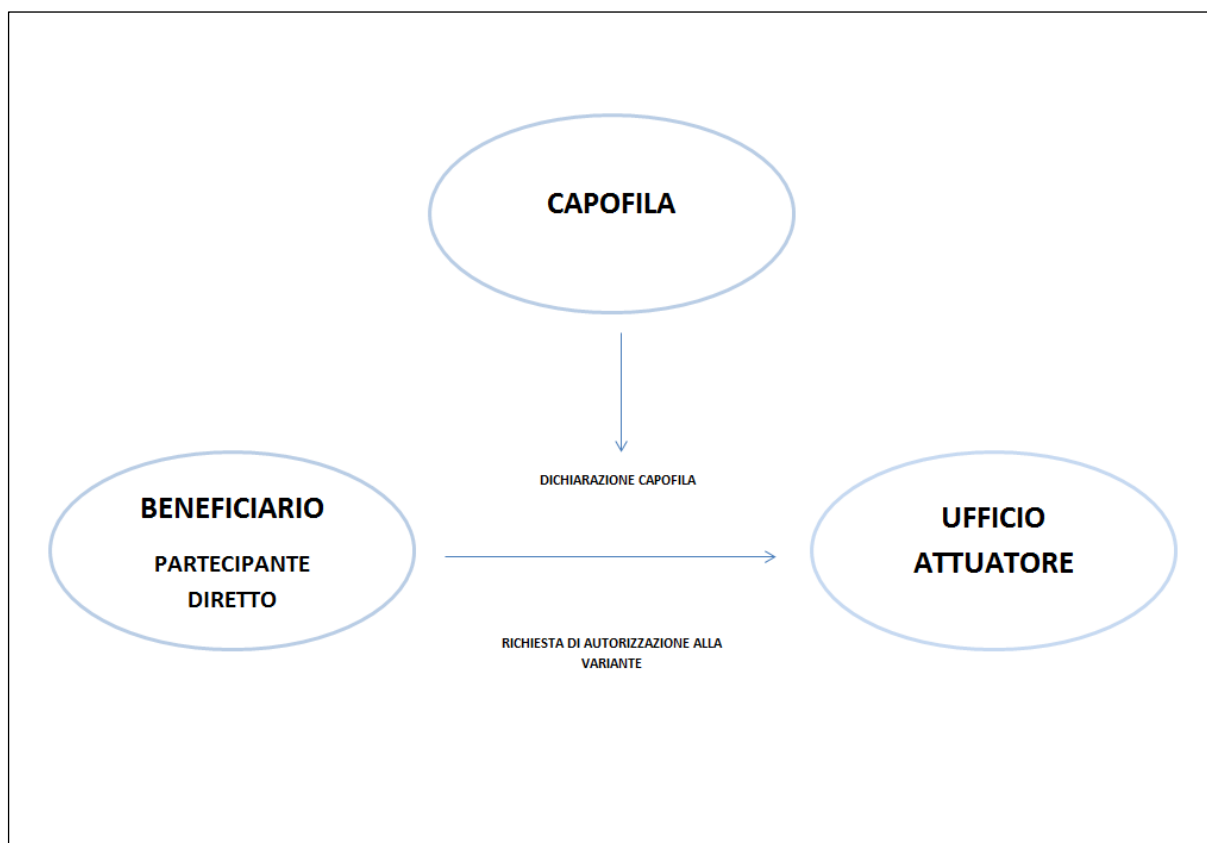 CAPOFILA
DICHIARAZIONE CAPOFILA
BENEFICIARIO
PARTECIPANTE
DIRETTO
UFFICIO
ATTUATORE
RICHIESTA DI AUTORIZZAZIONE ALLA
VARIANTE